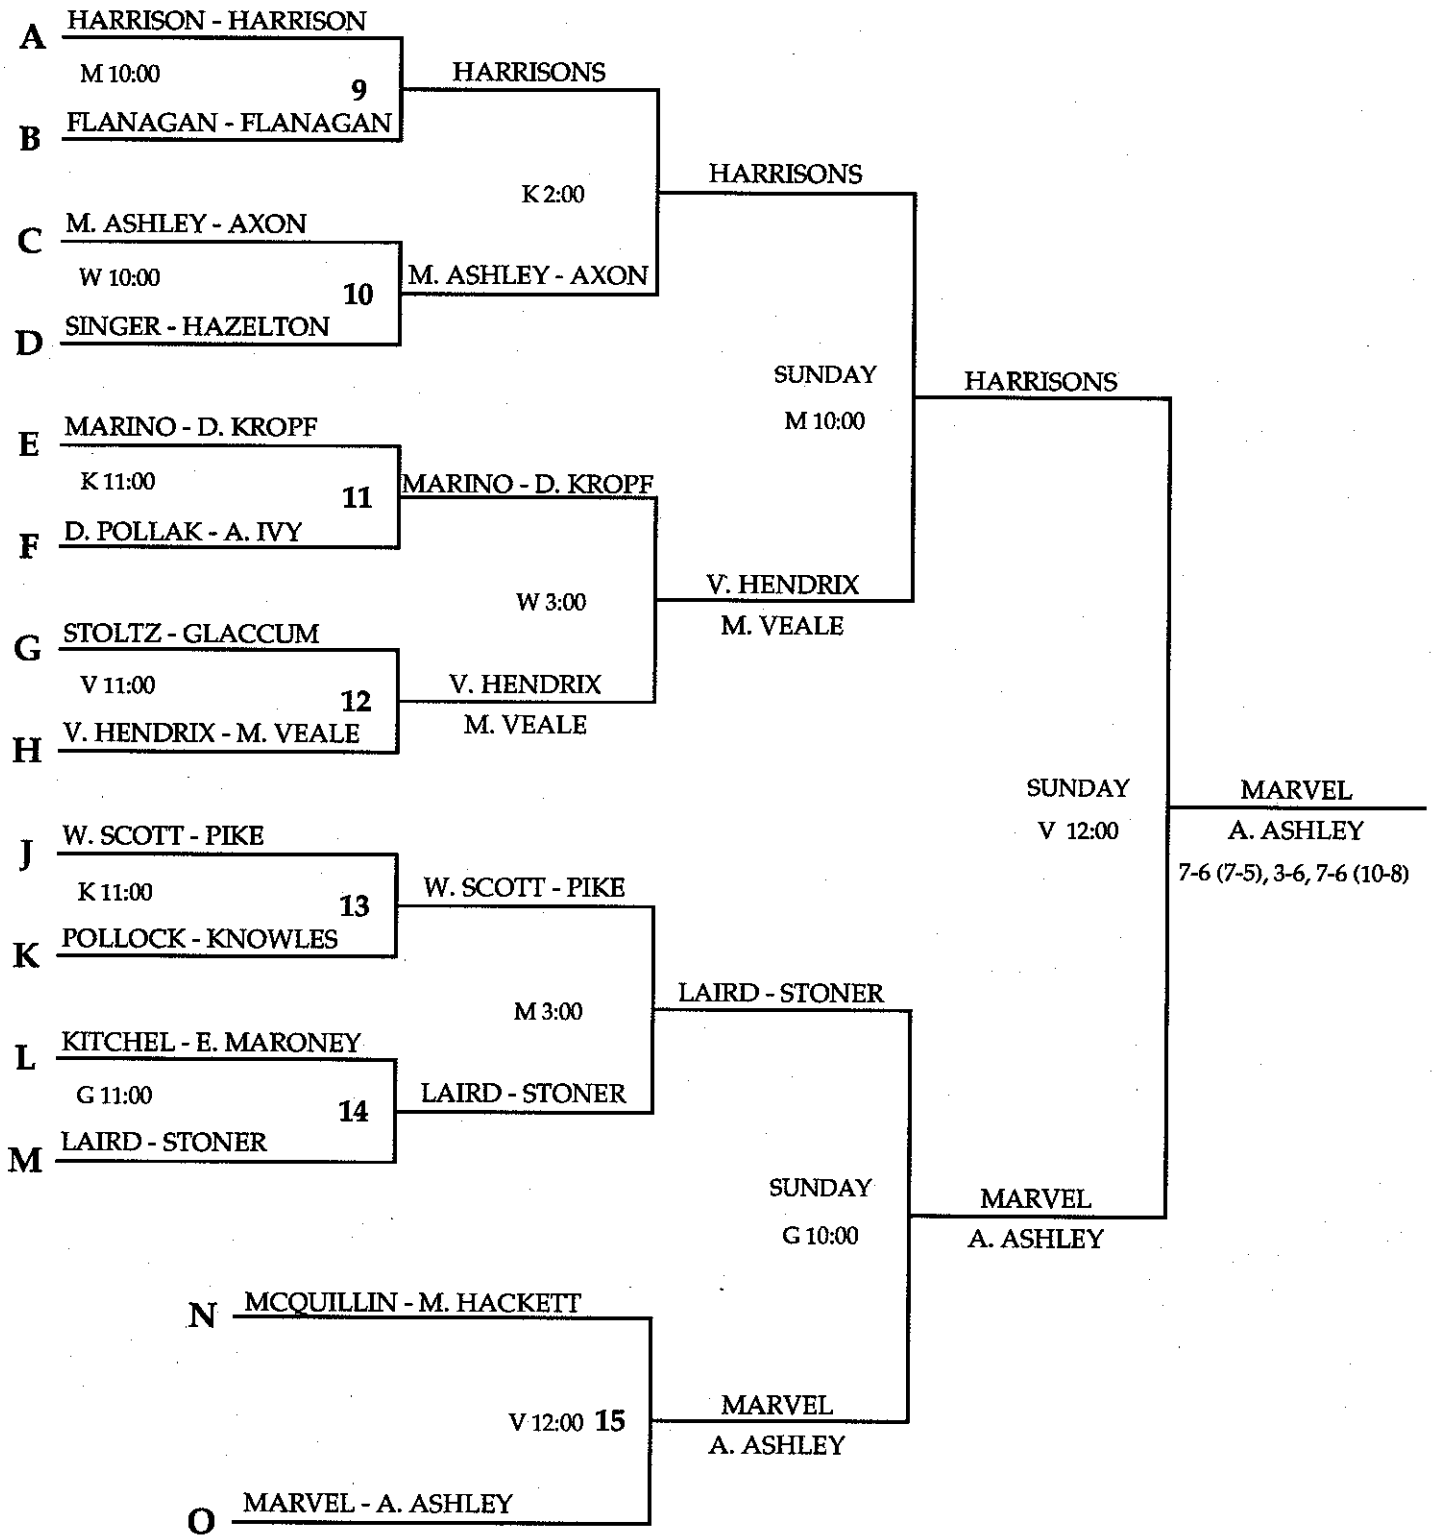 A HARRISON - HARRISON
M 10:00 9
B FLANAGAN - FLANAGAN
HARRISONS
K 2:00
C M. ASHLEY - AXON
W 10:00 10
D SINGER - HAZELTON
M. ASHLEY - AXON
HARRISONS
SUNDAY
M 10:00
E MARINO - D. KROPF
K 11:00 11
F D. POLLAK - A. IVY
MARINO - D. KROPF
W 3:00
G STOLTZ - GLACCUM
V 11:00 12
H V. HENDRIX - M. VEALE
V. HENDRIX
M. VEALE
V. HENDRIX
M. VEALE
HARRISONS
SUNDAY
V 12:00
MARVEL
A. ASHLEY
7-6 (7-5), 3-6, 7-6 (10-8)
J W. SCOTT - PIKE
K 11:00 13
K POLLOCK - KNOWLES
W. SCOTT - PIKE
M 3:00
L KITCHEL - E. MARONEY
G 11:00 14
M LAIRD - STONER
LAIRD - STONER
LAIRD - STONER
SUNDAY
G 10:00
MARVEL
A. ASHLEY
N MCQUILLIN - M. HACKETT
V 12:00 15
O MARVEL - A. ASHLEY
MARVEL
A. ASHLEY